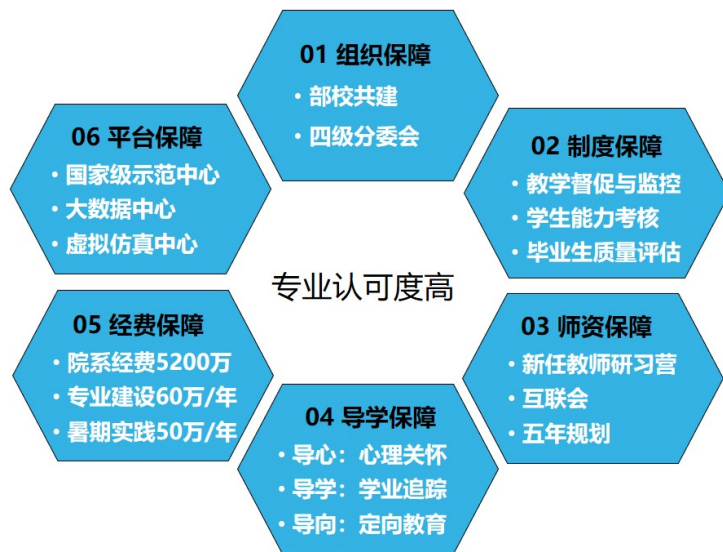 01 组织保障
• 部校共建
• 四级分委会
02 制度保障
• 教学督促与监控
• 学生能力考核
• 毕业生质量评估
03 师资保障
• 新任教师研习营
• 互联会
• 五年规划
04 导学保障
• 导心：心理关怀
• 导学：学业追踪
• 导向：定向教育
05 经费保障
• 院系经费5200万
• 专业建设60万/年
• 暑期实践50万/年
06 平台保障
• 国家级示范中心
• 大数据中心
• 虚拟仿真中心
专业认可度高